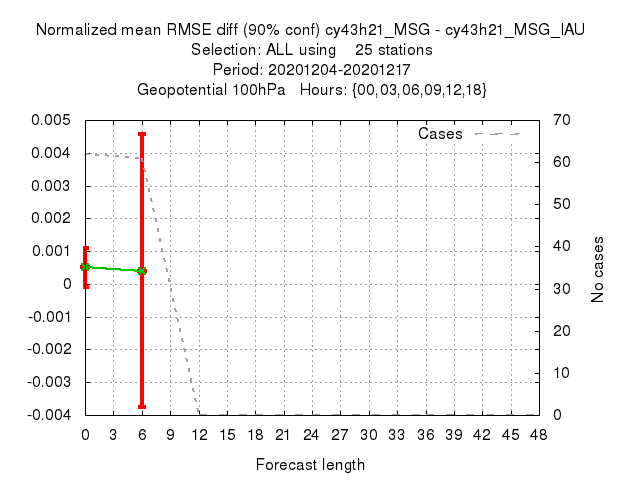 Normalized mean RMSE diff (90% conf) cy43h21_MSG - cy43h21_MSG_IAU
Selection: ALL using    25 stations
Period: 20201204-20201217
Geopotential 100hPa   Hours: {00,03,06,09,12,18}
Cases
0.005
0.004
0.003
0.002
0.001
0
-0.001
-0.002
-0.003
-0.004
70
60
50
40
30
20
10
0
No cases
0 3 6 9 12 15 18 21 24 27 30 33 36 39 42 45 48
Forecast length